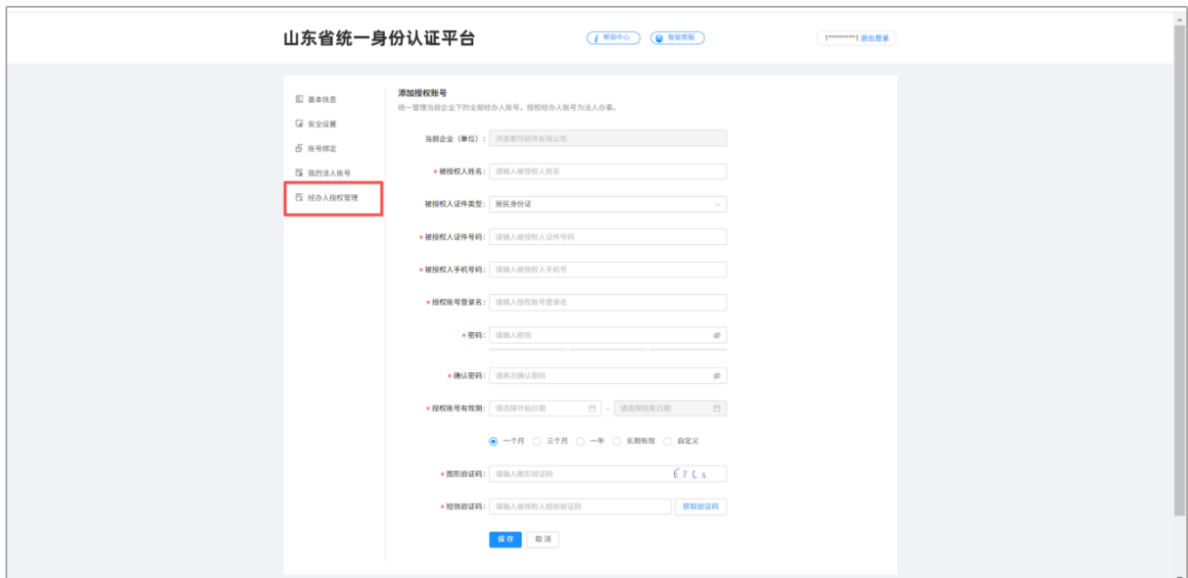 山东省统一身份认证平台
帮助中心
智能客服
1*********1 退出登录
基本信息
安全设置
账号绑定
我的法人账号
经办人授权管理
添加授权账号
统一管理当前企业下的全部经办人账号，授权经办人账号为法人办事。
当前企业（单位）:
* 被授权人姓名: 请输入被授权人姓名
被授权人证件类型: 居民身份证
* 被授权人证件号码: 请输入被授权人证件号码
* 被授权人手机号码: 请输入被授权人手机号
* 授权账号登录名: 请输入授权账号登录名
* 密码: 请输入密码
* 确认密码: 请再次确认密码
* 授权账号有效期: 请选择开始日期 - 请选择结束日期
一个月 三个月 一年 长期有效 自定义
* 图形验证码: 请输入图形验证码
* 短信验证码: 请输入被授权人短信验证码 获取验证码
保存 取消